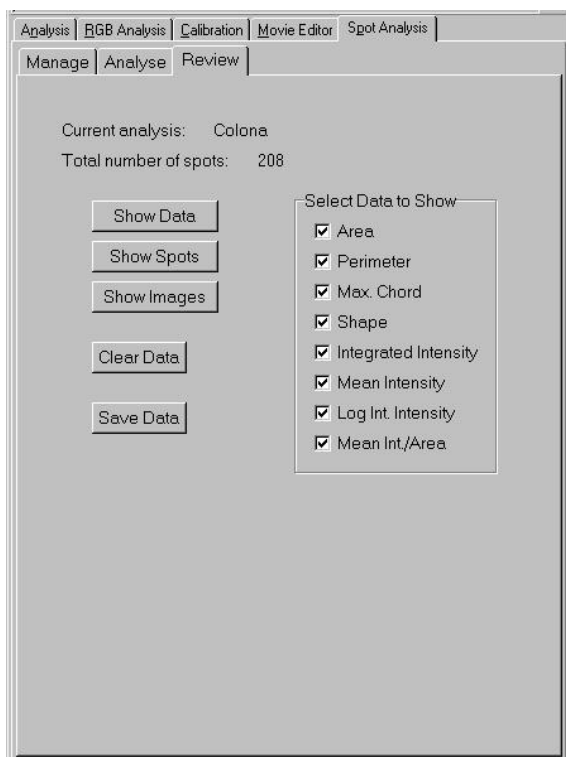 Analysis RGB Analysis Calibration Movie Editor Spot Analysis
Manage Analyse Review
Current analysis: Colona
Total number of spots: 208
Show Data
Show Spots
Show Images
Clear Data
Save Data
Select Data to Show
Area
Perimeter
Max. Chord
Shape
Integrated Intensity
Mean Intensity
Log Int. Intensity
Mean Int./Area